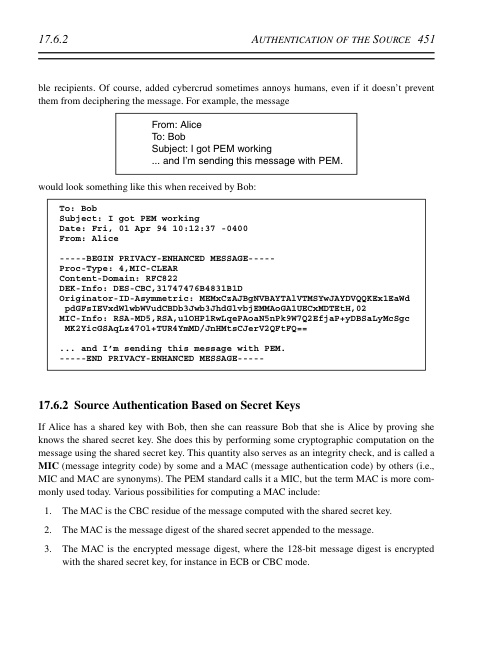 17.6.2 AUTHENTICATION OF THE SOURCE 451
ble recipients. Of course, added cybercrud sometimes annoys humans, even if it doesn't prevent
them from deciphering the message. For example, the message
From: Alice
To: Bob
Subject: I got PEM working
... and I'm sending this message with PEM.
would look something like this when received by Bob:
To: Bob
Subject: I got PEM working
Date: Fri, 01 Apr 94 10:12:37 -0400
From: Alice
-----BEGIN PRIVACY-ENHANCED MESSAGE-----
Proc-Type: 4,MIC-CLEAR
Content-Domain: RFC822
DEK-Info: DES-CBC,31747476B4831B1D
Originator-ID-Asymmetric: MEMxCzAJBgNVBAYTAlVTMSYwJAYDVQQKEx1EaWd
pdGFsIEVxdWlwbWVudCBDb3Jwb3JhdGlvbjEMMAoGA1UECxMDTEtH,02
MIC-Info: RSA-MD5,RSA,u1OHP1RwLqePAoaN5nPk9W7Q2EfjaP+yDBSaLyMcSgc
MK2YicGSAqLz47Ol+TUR4YmMD/JnHMtsCJerV2QFtFQ==
... and I'm sending this message with PEM.
-----END PRIVACY-ENHANCED MESSAGE-----
17.6.2 Source Authentication Based on Secret Keys
If Alice has a shared key with Bob, then she can reassure Bob that she is Alice by proving she
knows the shared secret key. She does this by performing some cryptographic computation on the
message using the shared secret key. This quantity also serves as an integrity check, and is called a
MIC (message integrity code) by some and a MAC (message authentication code) by others (i.e.,
MIC and MAC are synonyms). The PEM standard calls it a MIC, but the term MAC is more com-
monly used today. Various possibilities for computing a MAC include:
1. The MAC is the CBC residue of the message computed with the shared secret key.
2. The MAC is the message digest of the shared secret appended to the message.
3. The MAC is the encrypted message digest, where the 128-bit message digest is encrypted
with the shared secret key, for instance in ECB or CBC mode.